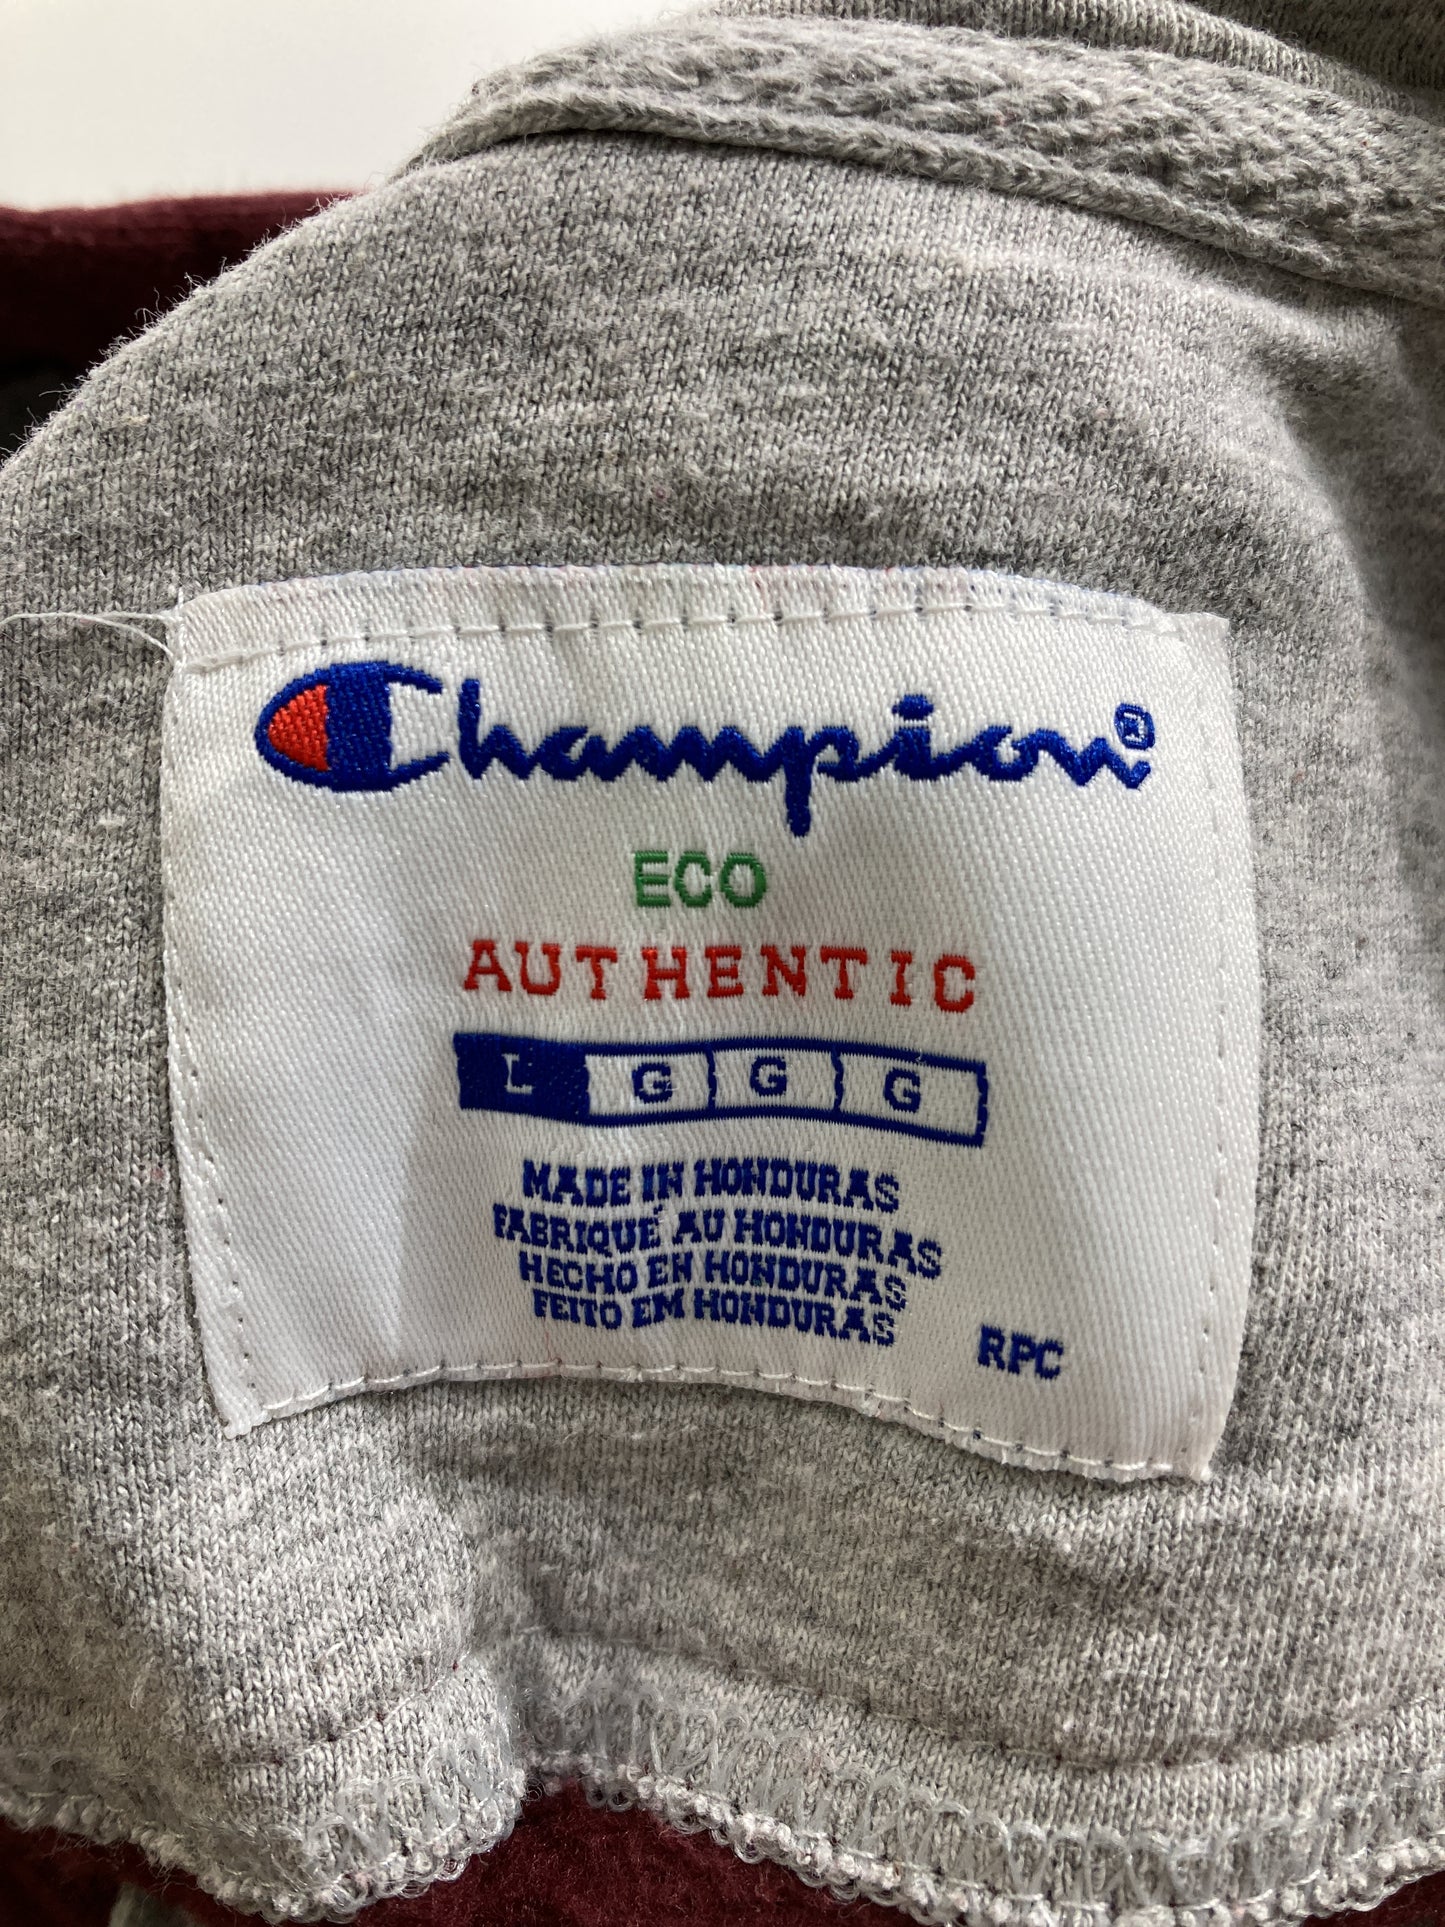 Champion®
ECO
AUTHENTIC
L G G G
MADE IN HONDURAS
FABRIQUÉ AU HONDURAS
HECHO EN HONDURAS
FEITO EM HONDURAS
RPC